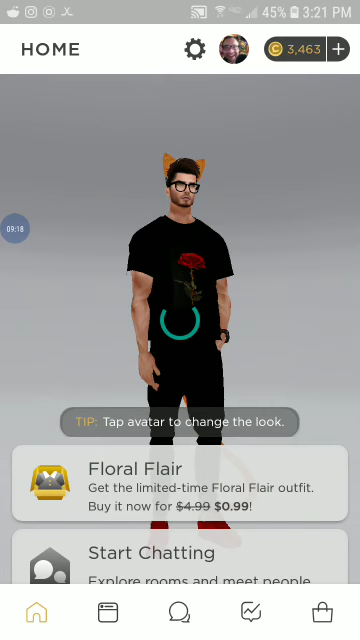 45% 3:21 PM
HOME
3,463
09:18
TIP: Tap avatar to change the look.
Floral Flair
Get the limited-time Floral Flair outfit.
Buy it now for $4.99 $0.99!
Start Chatting
Explore rooms and meet people